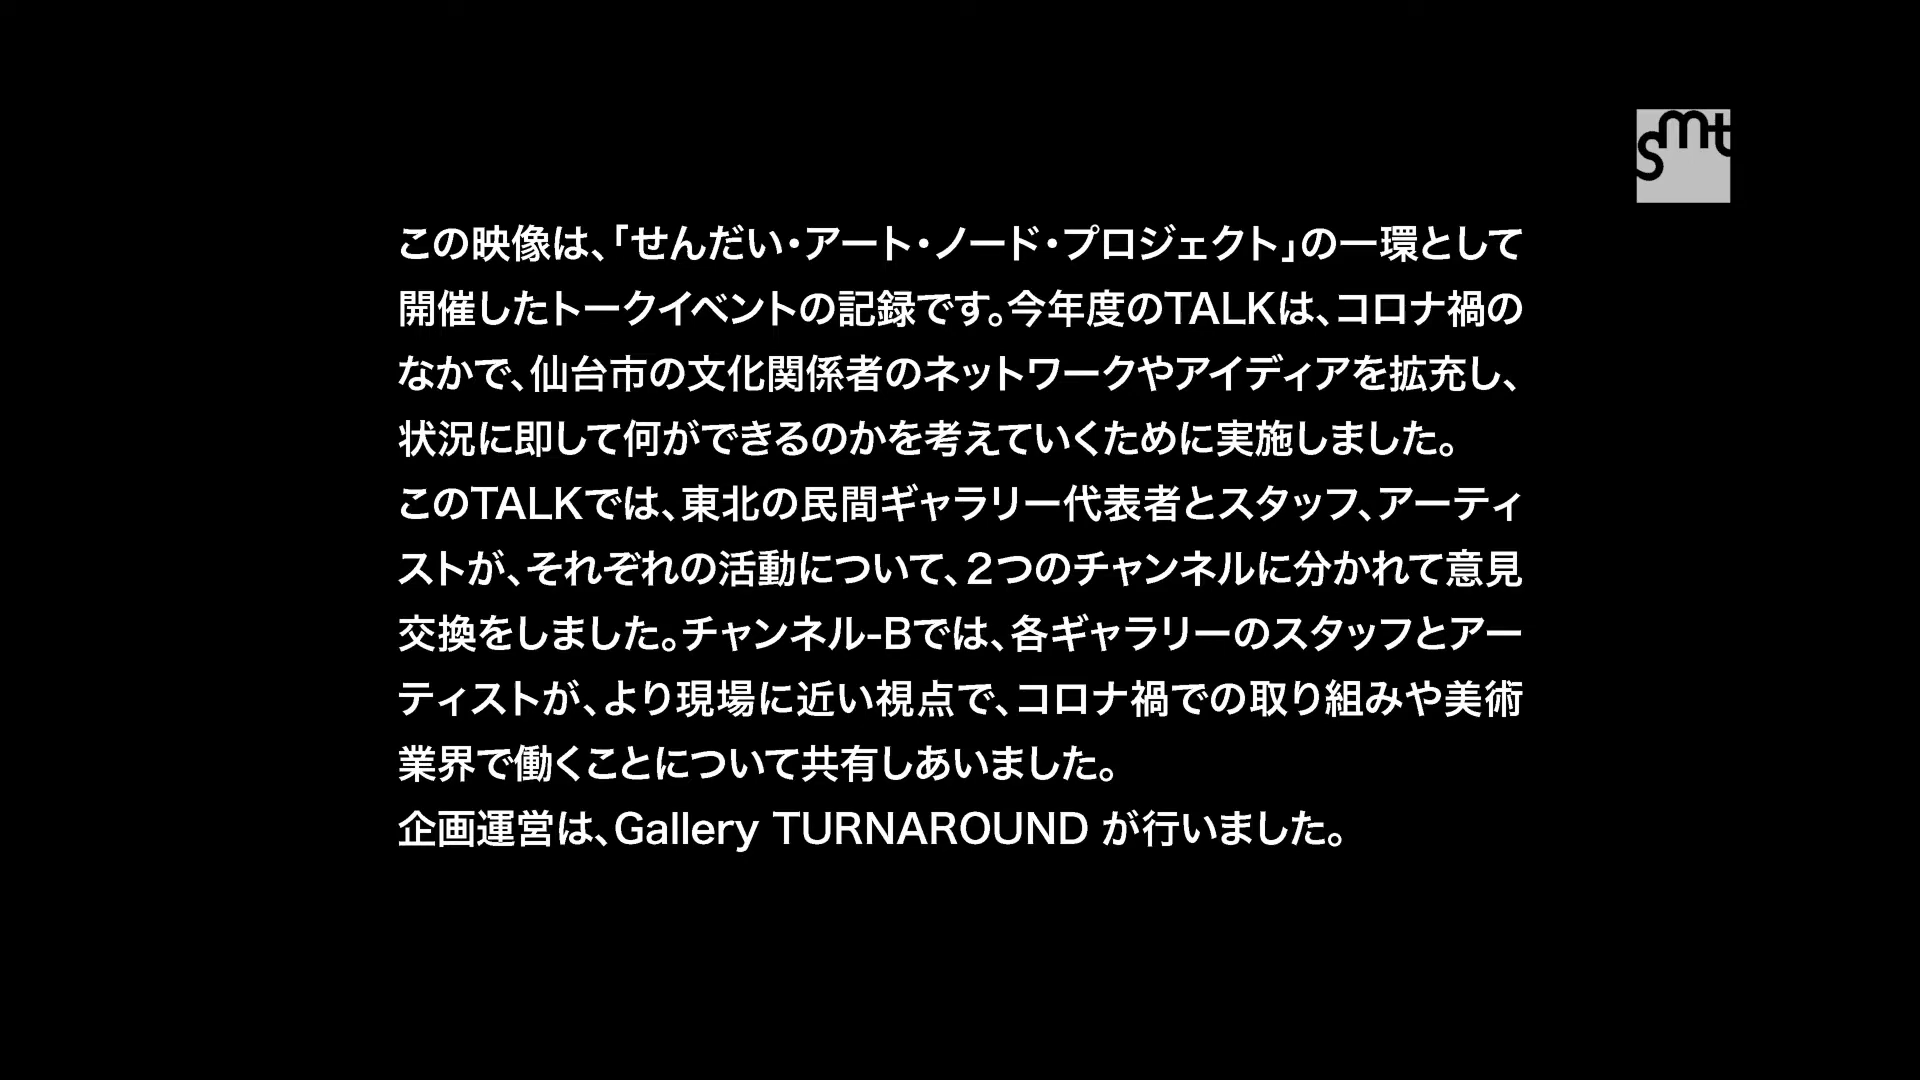 smt
この映像は、「せんだい・アート・ノード・プロジェクト」の一環として
開催したトークイベントの記録です。今年度のTALKは、コロナ禍の
なかで、仙台市の文化関係者のネットワークやアイディアを拡充し、
状況に即して何ができるのかを考えていくために実施しました。
このTALKでは、東北の民間ギャラリー代表者とスタッフ、アーティ
ストが、それぞれの活動について、２つのチャンネルに分かれて意見
交換をしました。チャンネル-Bでは、各ギャラリーのスタッフとアー
ティストが、より現場に近い視点で、コロナ禍での取り組みや美術
業界で働くことについて共有しあいました。
企画運営は、Gallery TURNAROUND が行いました。